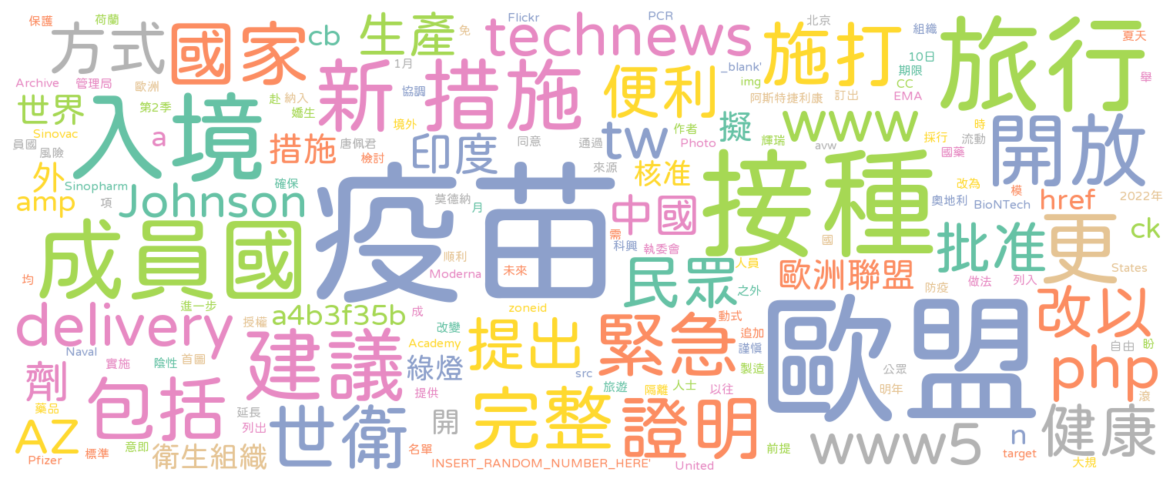 荷蘭
保護
方式
國家
cb
生產
Flickr
technews
PCR
免
_blank'
施打
北京
組織
旅行
夏天
10日
期限
CC
EMA
舉
Archive
管理局
歐洲
1月
新措施
便利
img
阿斯特捷利康
訂出
世界
第2季
赴
納入
嬌生
協調
境外
同意
通過
作者
Photo
擬
www
輝瑞
採行
時
流動
開放
Sinovac
員國
風險
入境
a
措施
唐佩君
檢討
印度
tw
來源
核准
avw
國藥
外
Sinopharm
確保
莫德納
接種
奧地利
BioNTech
改為
模
href
2022年
amp
項
Johnson
疫苗
月
中國
需
科興
執委會
國
更
ck
成員國
順利
Moderna
未來
民眾
人員
之外
歐洲聯盟
批准
防疫
做法
列入
States
均
進一步
a4b3f35b
成
改變
zoneid
動式
追加
謹慎
歐盟
改以
自由
盼
delivery
授權
建議
Academy
綠燈
提出
緊急
製造
公眾
php
Naval
實施
陰性
首圖
src
旅遊
隔離
人士
以往
明年
滾
劑
藥品
包括
提供
延長
列出
世衛
開
完整
證明
www5
n
健康
AZ
Pfizer
標準
意即
衛生組織
名單
INSERT_RANDOM_NUMBER_HERE'
United
前提
target
大規